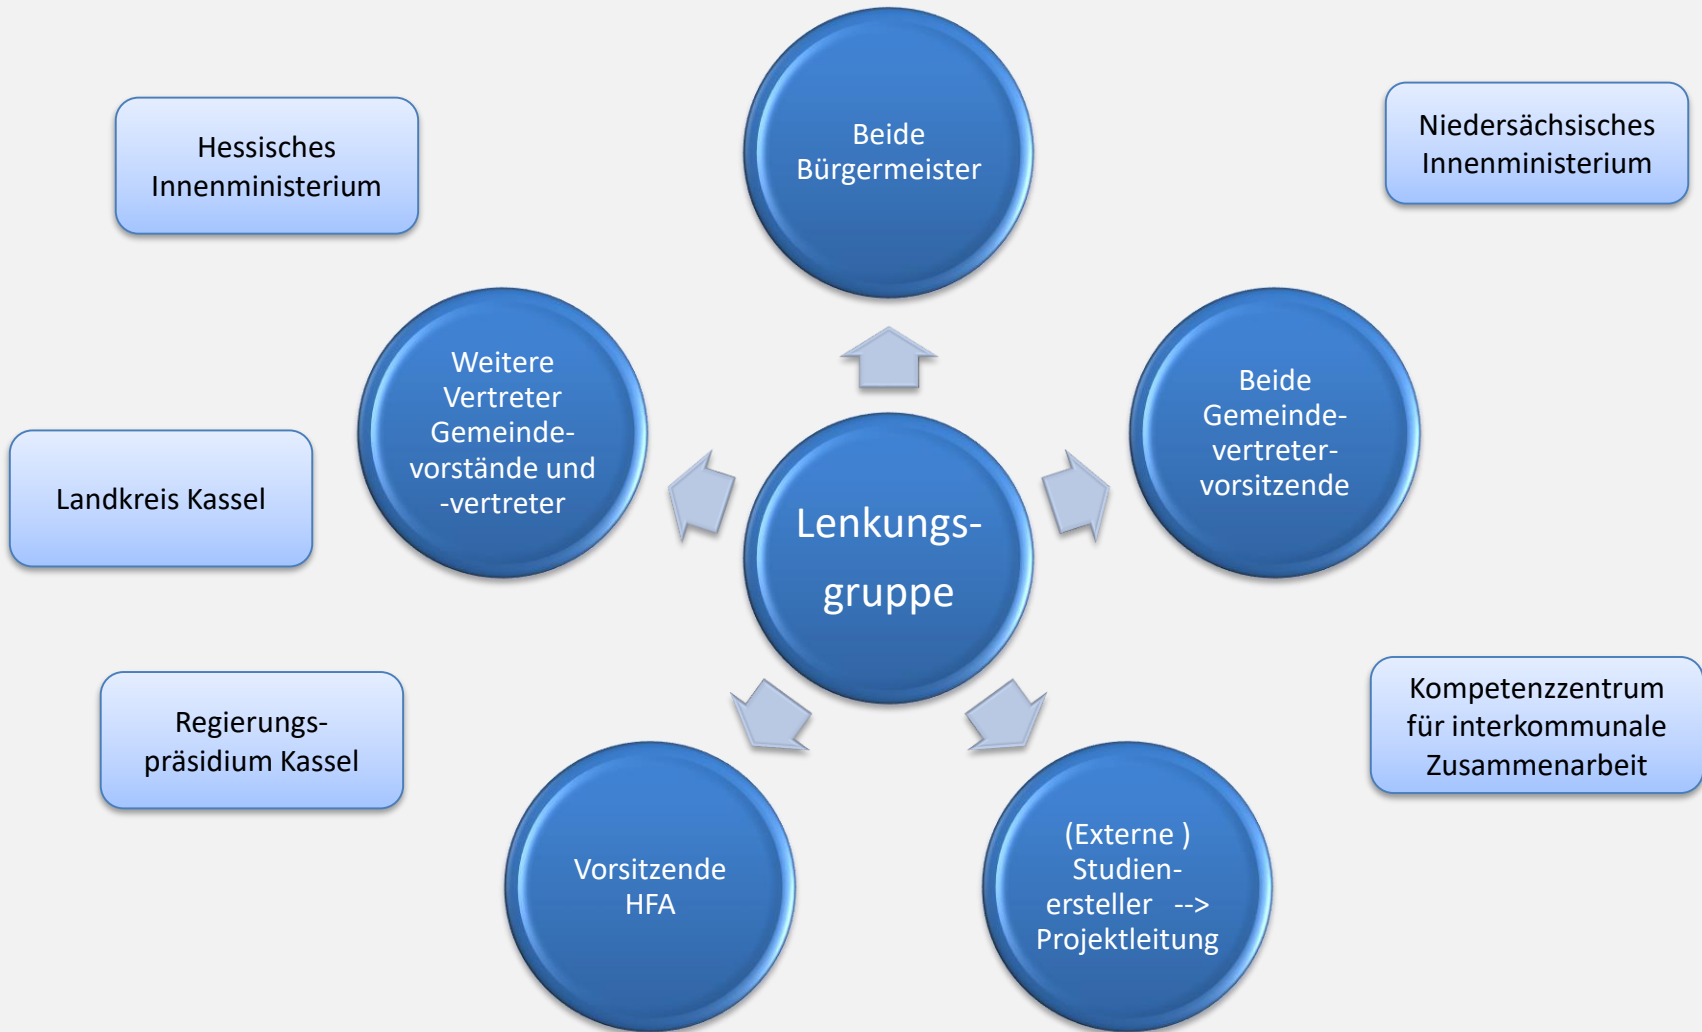 Beide
Bürgermeister
Hessisches
Innenministerium
Niedersächsisches
Innenministerium
Weitere
Vertreter
Gemeinde-
vorstände und
-vertreter
Beide
Gemeinde-
vertreter-
vorsitzende
Landkreis Kassel
Lenkungs-
gruppe
Regierungs-
präsidium Kassel
Kompetenzzentrum
für interkommunale
Zusammenarbeit
Vorsitzende
HFA
(Externe )
Studien-
ersteller -->
Projektleitung